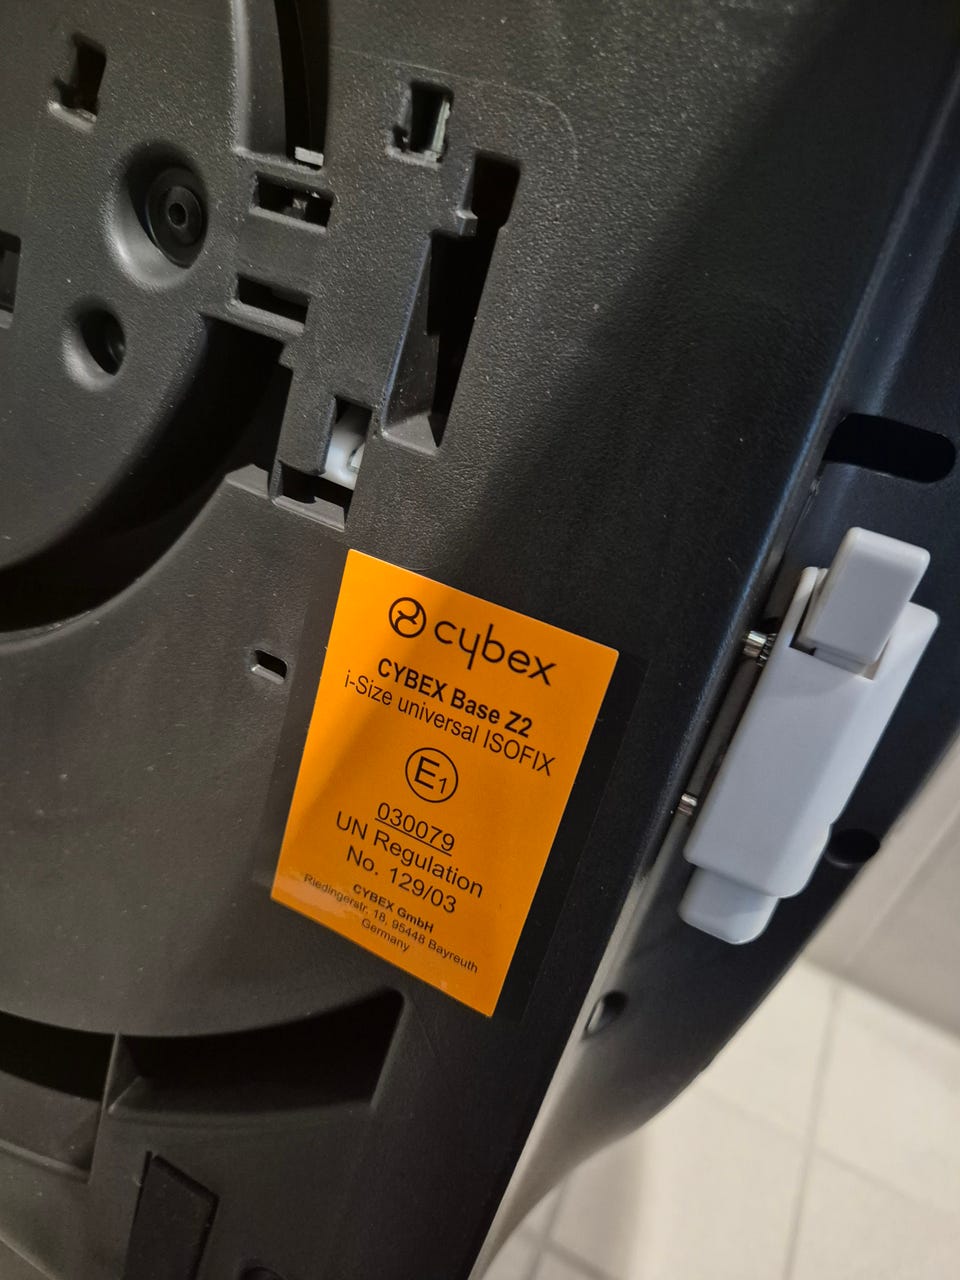 cybex
CYBEX Base Z2
i-Size universal ISOFIX
E1
030079
UN Regulation
No. 129/03
CYBEX GmbH
Riedingerstr. 18, 95448 Bayreuth
Germany